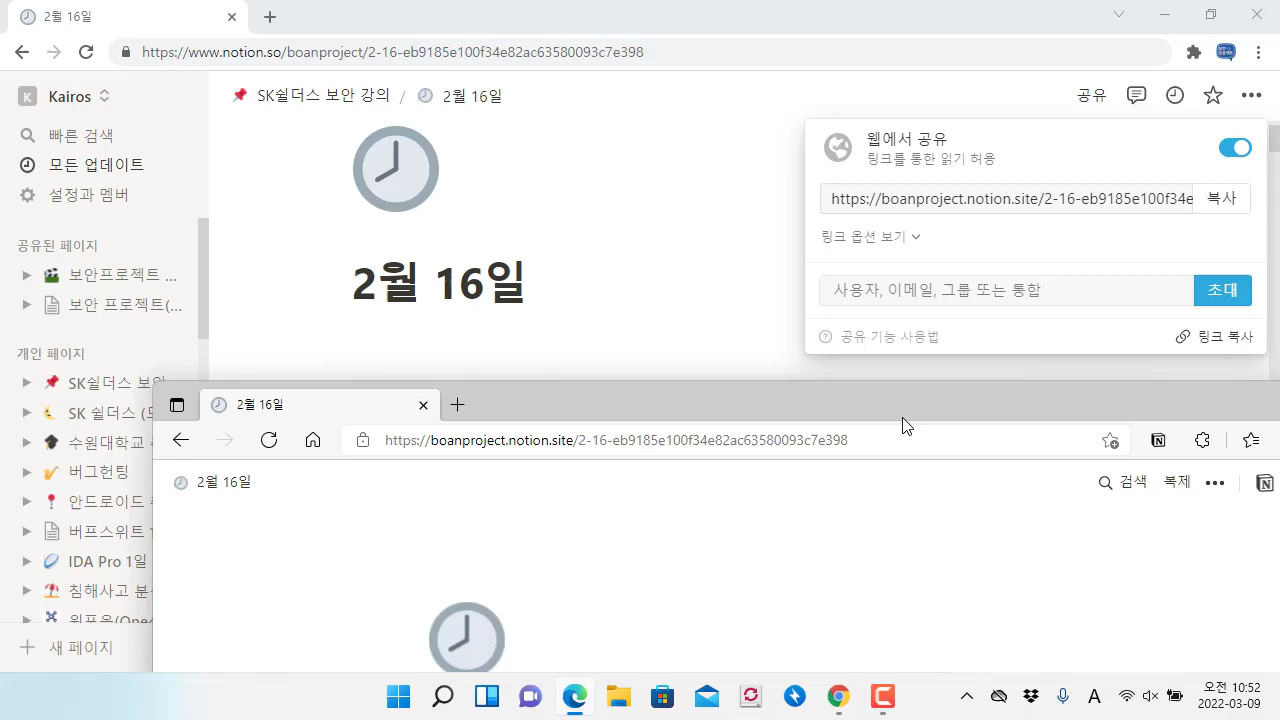 2월 16일
https://www.notion.so/boanproject/2-16-eb9185e100f34e82ac63580093c7e398
K Kairos
빠른 검색
모든 업데이트
설정과 멤버
공유된 페이지
보안프로젝트 ...
보안 프로젝트(...
개인 페이지
SK쉴더스 보안
SK 쉴더스 (
수원대학교
버그헌팅
안드로이드
버프스위트
IDA Pro 1일
침해사고 분
원포올(One
새 페이지
SK쉴더스 보안 강의 / 2월 16일
공유
2월 16일
웹에서 공유
링크를 통한 읽기 허용
https://boanproject.notion.site/2-16-eb9185e100f34e
복사
링크 옵션 보기
사용자, 이메일, 그룹 또는 통합
초대
공유 기능 사용법
링크 복사
2월 16일
https://boanproject.notion.site/2-16-eb9185e100f34e82ac63580093c7e398
2월 16일
검색 복제
A
오전 10:52
2022-03-09